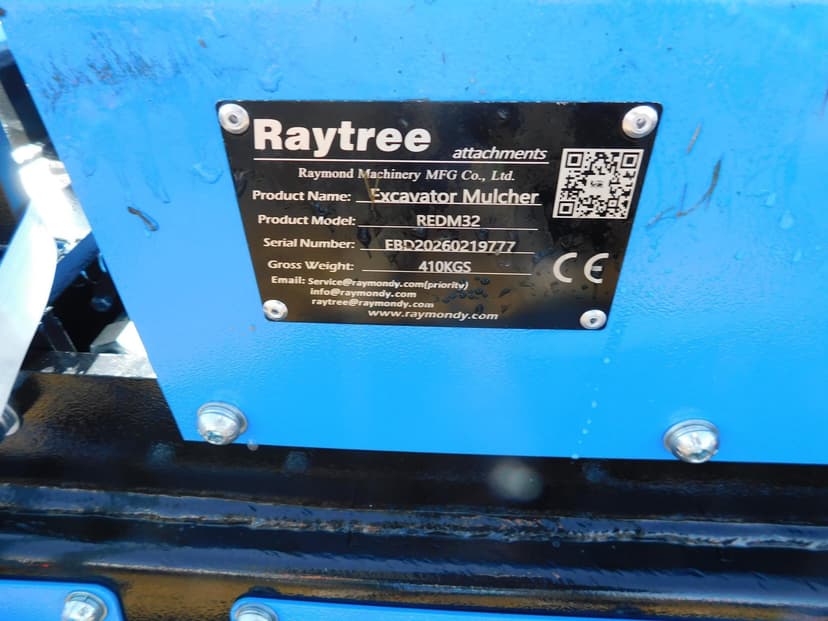 Raytree
attachments
Raymond Machinery MFG Co., Ltd.
Product Name: Excavator Mulcher
Product Model: REDM32
Serial Number: EBD20260219777
Gross Weight: 410KGS
Email: Service@raymondy.com(priority)
info@raymondy.com
raytree@raymondy.com
www.raymondy.com
CE